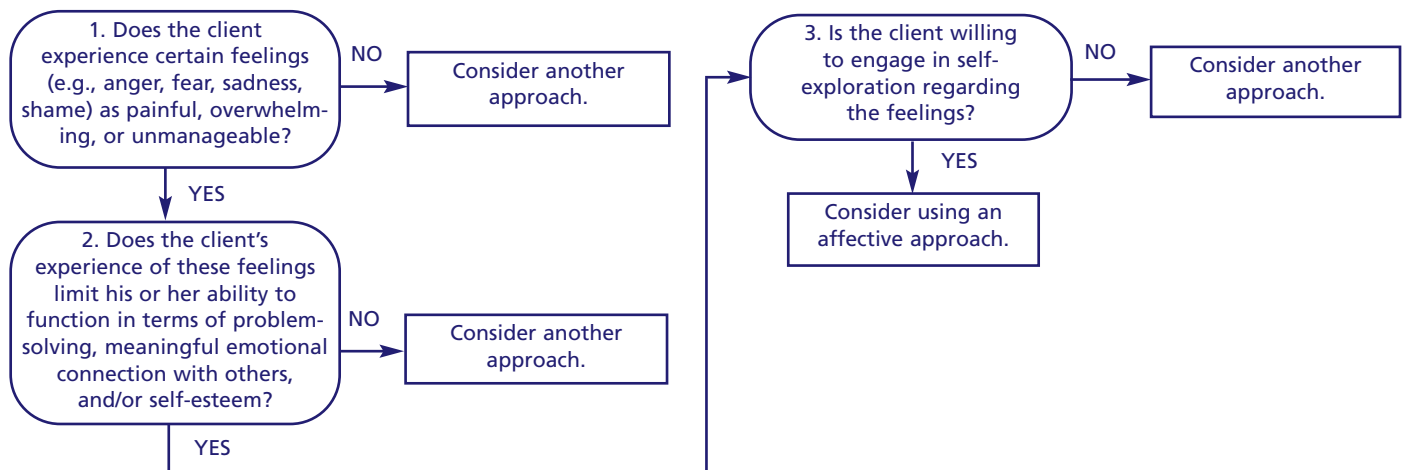 1. Does the client
experience certain feelings
(e.g., anger, fear, sadness,
shame) as painful, overwhelm-
ing, or unmanageable?
NO
Consider another
approach.
YES
2. Does the client’s
experience of these feelings
limit his or her ability to
function in terms of problem-
solving, meaningful emotional
connection with others,
and/or self-esteem?
NO
Consider another
approach.
YES
3. Is the client willing
to engage in self-
exploration regarding
the feelings?
NO
Consider another
approach.
YES
Consider using an
affective approach.